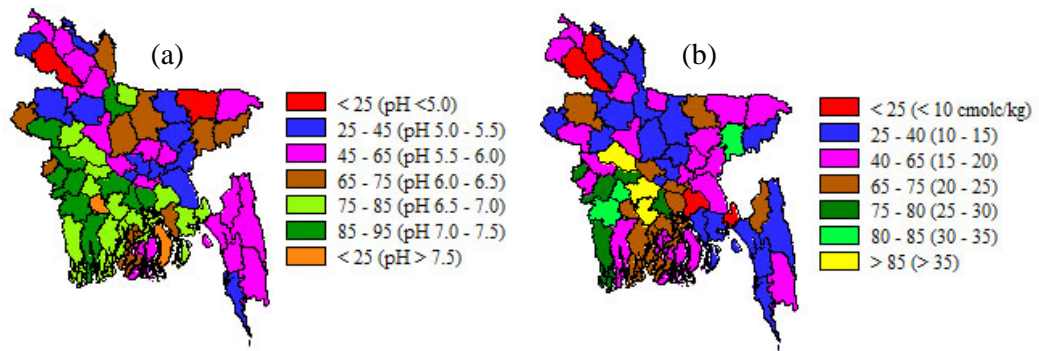 (a)
< 25 (pH <5.0)
25 - 45 (pH 5.0 - 5.5)
45 - 65 (pH 5.5 - 6.0)
65 - 75 (pH 6.0 - 6.5)
75 - 85 (pH 6.5 - 7.0)
85 - 95 (pH 7.0 - 7.5)
< 25 (pH > 7.5)
(b)
< 25 (< 10 cmolc/kg)
25 - 40 (10 - 15)
40 - 65 (15 - 20)
65 - 75 (20 - 25)
75 - 80 (25 - 30)
80 - 85 (30 - 35)
> 85 (> 35)